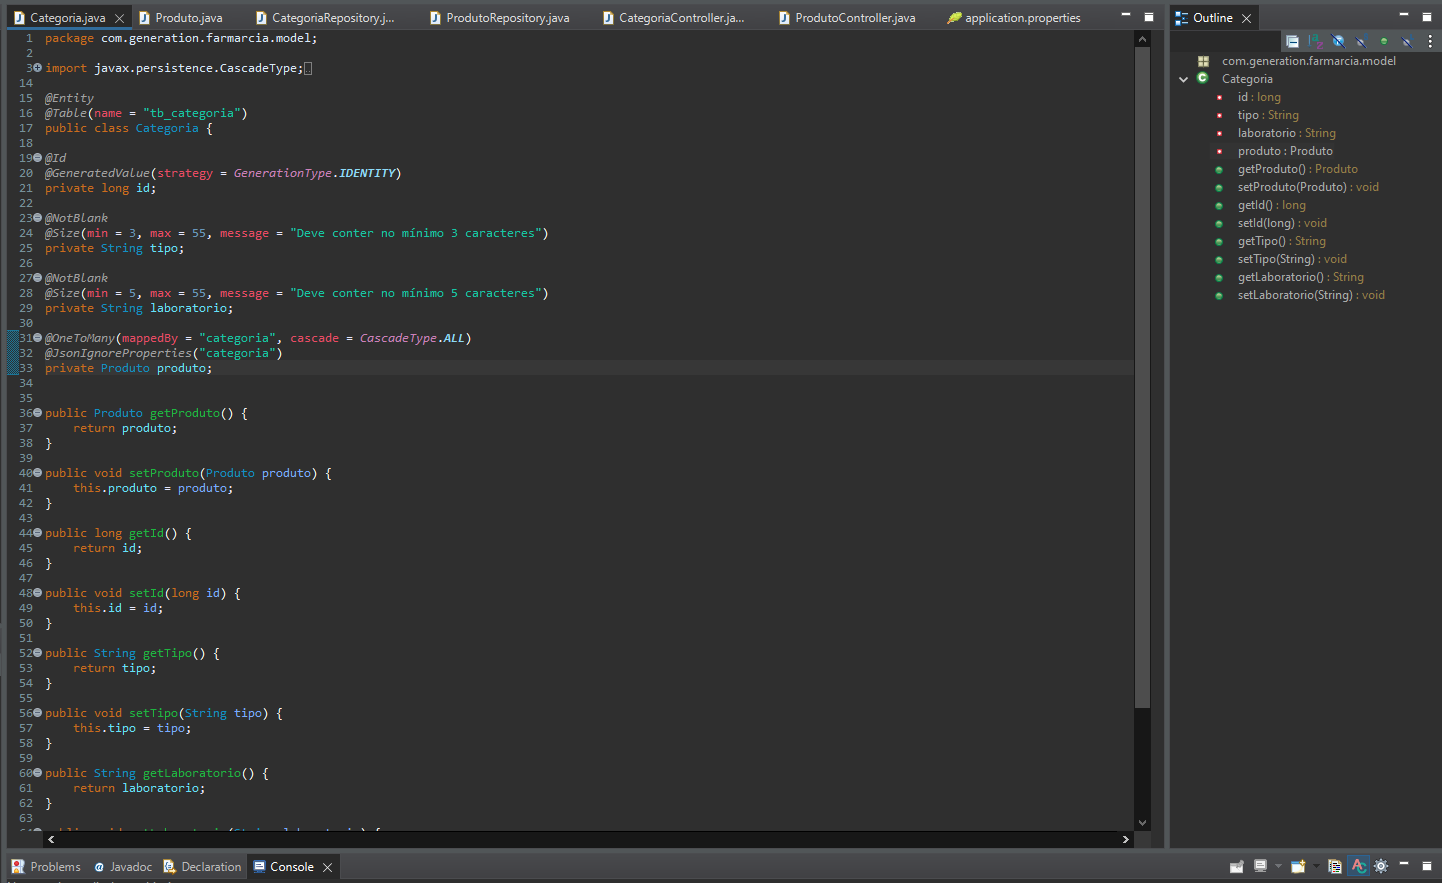 Categoria.java
Produto.java
CategoriaRepository.j...
ProdutoRepository.java
CategoriaController.ja...
ProdutoController.java
application.properties
1 package com.generation.farmarcia.model;
2
3 import javax.persistence.CascadeType;
14
15 @Entity
16 @Table(name = "tb_categoria")
17 public class Categoria {
18
19 @Id
20 @GeneratedValue(strategy = GenerationType.IDENTITY)
21 private long id;
22
23 @NotBlank
24 @Size(min = 3, max = 55, message = "Deve conter no mínimo 3 caracteres")
25 private String tipo;
26
27 @NotBlank
28 @Size(min = 5, max = 55, message = "Deve conter no mínimo 5 caracteres")
29 private String laboratorio;
30
31 @OneToMany(mappedBy = "categoria", cascade = CascadeType.ALL)
32 @JsonIgnoreProperties("categoria")
33 private Produto produto;
34
35
36 public Produto getProduto() {
37 return produto;
38 }
39
40 public void setProduto(Produto produto) {
41 this.produto = produto;
42 }
43
44 public long getId() {
45 return id;
46 }
47
48 public void setId(long id) {
49 this.id = id;
50 }
51
52 public String getTipo() {
53 return tipo;
54 }
55
56 public void setTipo(String tipo) {
57 this.tipo = tipo;
58 }
59
60 public String getLaboratorio() {
61 return laboratorio;
62 }
63
Outline
com.generation.farmarcia.model
Categoria
id : long
tipo : String
laboratorio : String
produto : Produto
getProduto() : Produto
setProduto(Produto) : void
getId() : long
setId(long) : void
getTipo() : String
setTipo(String) : void
getLaboratorio() : String
setLaboratorio(String) : void
Problems
Javadoc
Declaration
Console